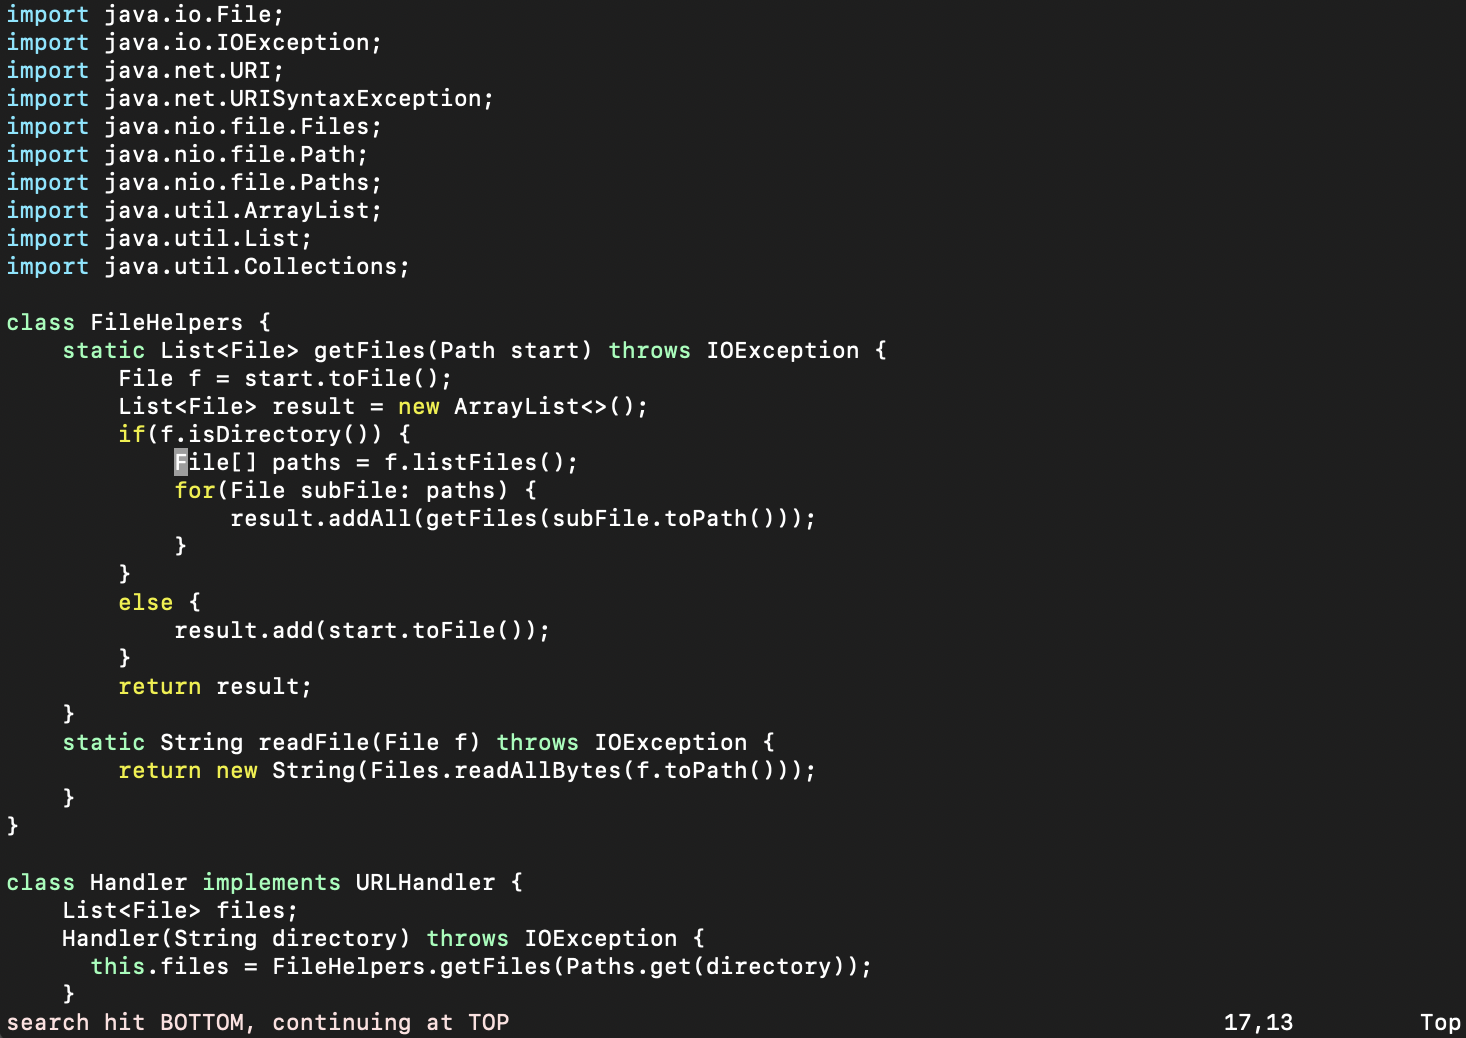 import java.io.File;
import java.io.IOException;
import java.net.URI;
import java.net.URISyntaxException;
import java.nio.file.Files;
import java.nio.file.Path;
import java.nio.file.Paths;
import java.util.ArrayList;
import java.util.List;
import java.util.Collections;

class FileHelpers {
    static List<File> getFiles(Path start) throws IOException {
        File f = start.toFile();
        List<File> result = new ArrayList<>();
        if(f.isDirectory()) {
            File[] paths = f.listFiles();
            for(File subFile: paths) {
                result.addAll(getFiles(subFile.toPath()));
            }
        }
        else {
            result.add(start.toFile());
        }
        return result;
    }
    static String readFile(File f) throws IOException {
        return new String(Files.readAllBytes(f.toPath()));
    }
}

class Handler implements URLHandler {
    List<File> files;
    Handler(String directory) throws IOException {
      this.files = FileHelpers.getFiles(Paths.get(directory));
    }
search hit BOTTOM, continuing at TOP 17,13 Top